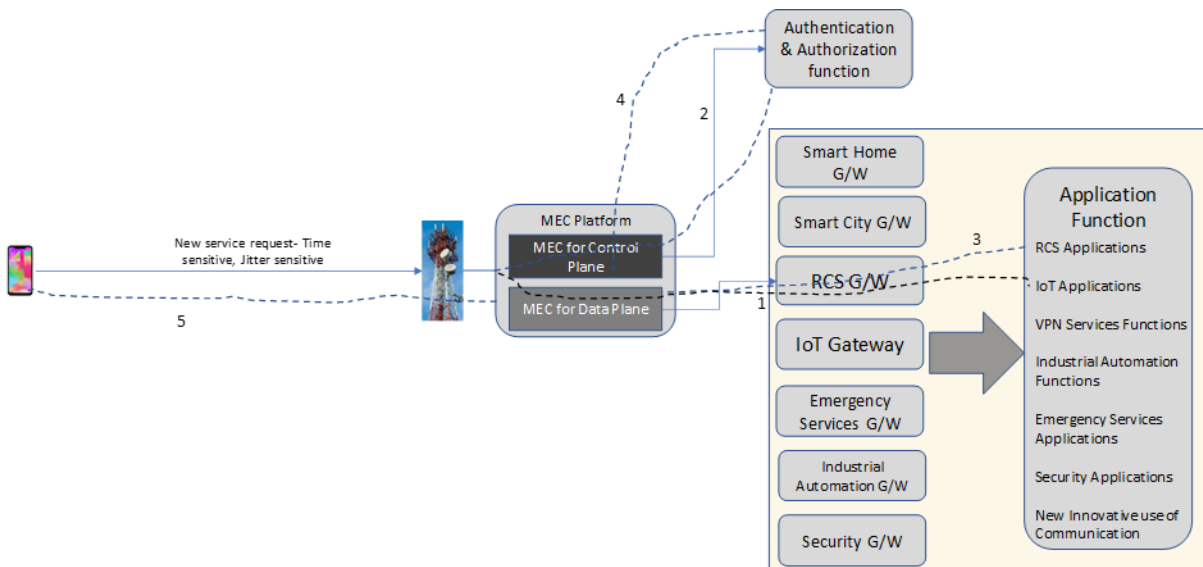 Authentication
& Authorization
function
4
2
Smart Home
G/W
Smart City G/W
RCS G/W
IoT Gateway
Emergency
Services G/W
Industrial
Automation G/W
Security G/W
Application
Function
3
RCS Applications
IoT Applications
VPN Services Functions
Industrial Automation
Functions
Emergency Services
Applications
Security Applications
New Innovative use of
Communication
MEC Platform
MEC for Control
Plane
MEC for Data Plane
1
New service request- Time
sensitive, Jitter sensitive
5